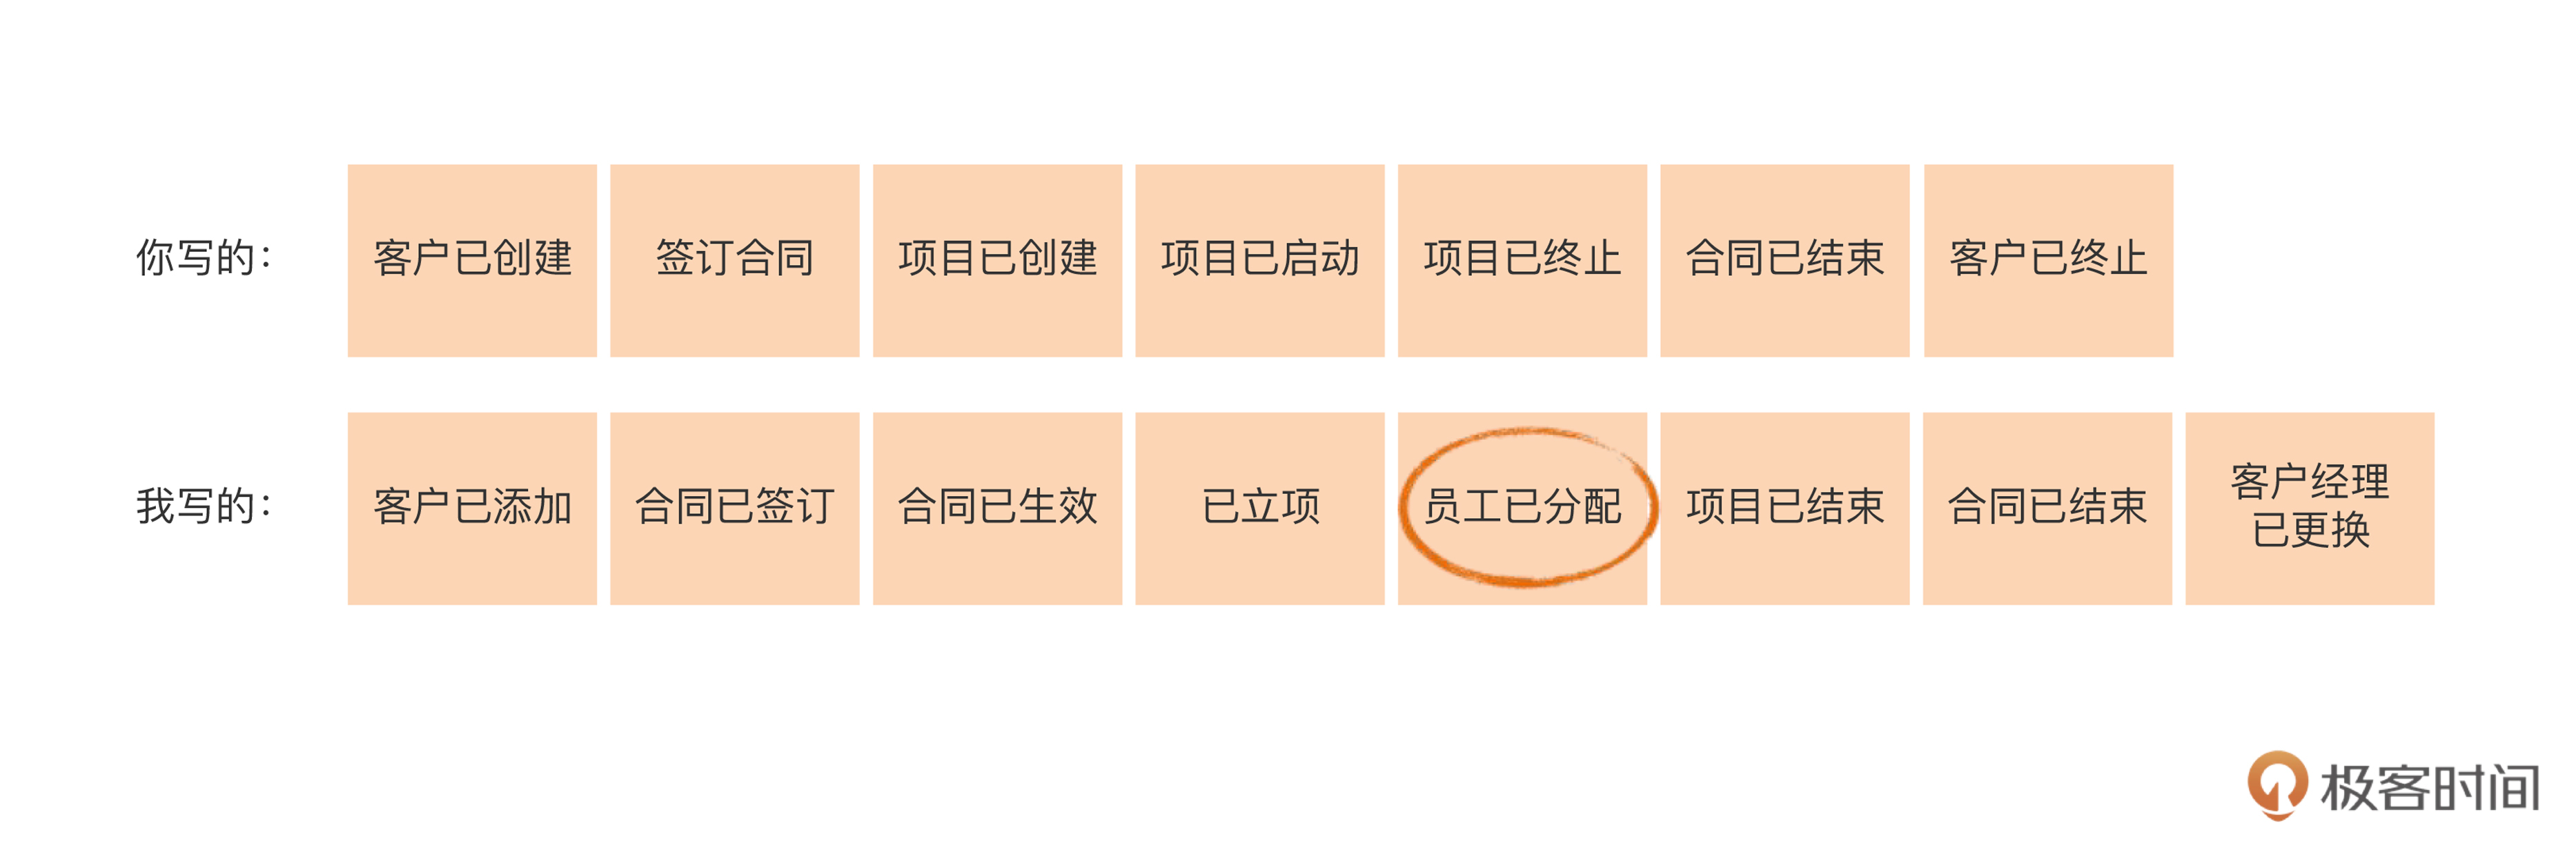 你写的：
客户已创建
签订合同
项目已创建
项目已启动
项目已终止
合同已结束
客户已终止
我写的：
客户已添加
合同已签订
合同已生效
已立项
员工已分配
项目已结束
合同已结束
客户经理
已更换
极客时间